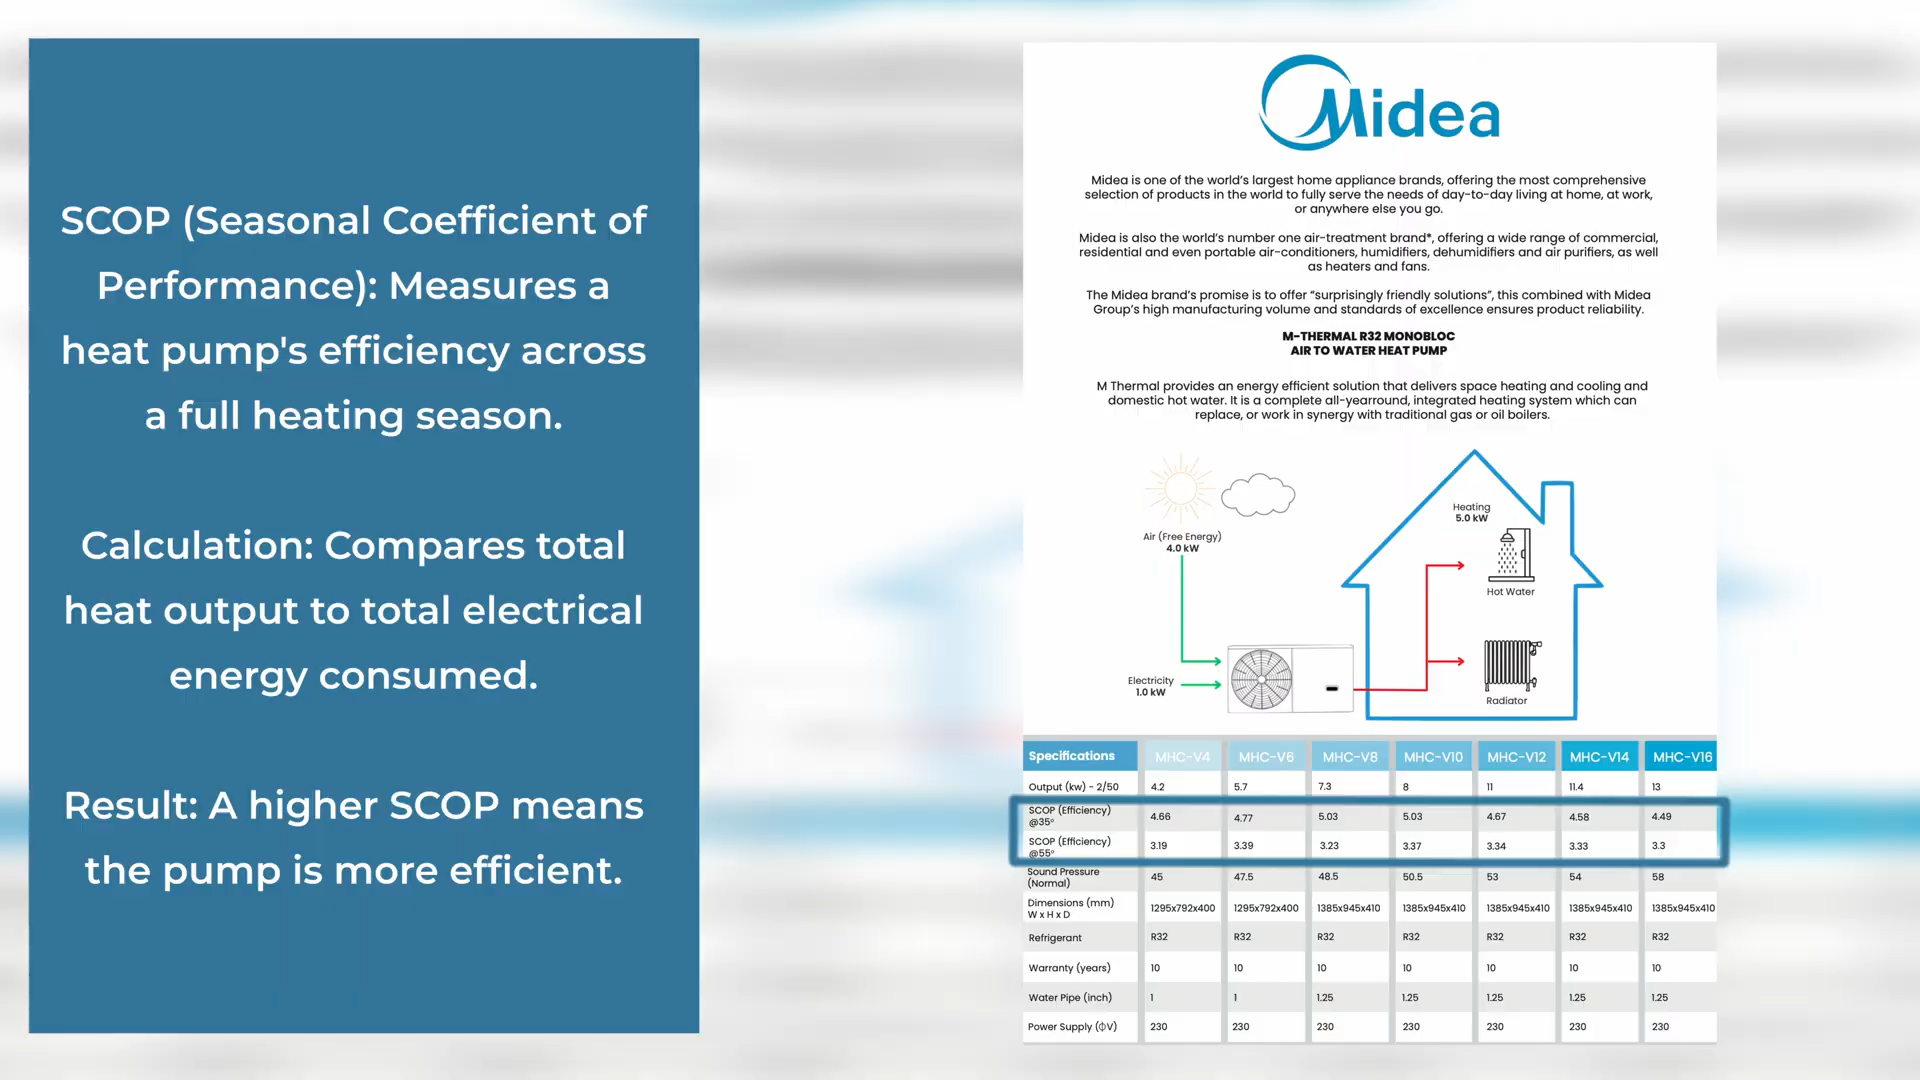 SCOP (Seasonal Coefficient of
Performance): Measures a
heat pump's efficiency across
a full heating season.
Calculation: Compares total
heat output to total electrical
energy consumed.
Result: A higher SCOP means
the pump is more efficient.
Midea
Midea is one of the world's largest home appliance brands, offering the most comprehensive
selection of products in the world to fully serve the needs of day-to-day living at home, at work,
or anywhere else you go.
Midea is also the world's number one air-treatment brand*, offering a wide range of commercial,
residential and even portable air-conditioners, humidifiers, dehumidifiers and air purifiers, as well
as heaters and fans.
The Midea brand's promise is to offer “surprisingly friendly solutions”, this combined with Midea
Group's high manufacturing volume and standards of excellence ensures product reliability.
M-THERMAL R32 MONOBLOC
AIR TO WATER HEAT PUMP
M Thermal provides an energy efficient solution that delivers space heating and cooling and
domestic hot water. It is a complete all-yearround, integrated heating system which can
replace, or work in synergy with traditional gas or oil boilers.
Heating
5.0 kW
Air (Free Energy)
4.0 kW
Hot Water
Electricity
1.0 kW
Radiator
Specifications MHC-V4 MHC-V6 MHC-V8 MHC-V10 MHC-V12 MHC-V14 MHC-V16
Output (kw) - 2/50 4.2 5.7 7.3 8 11 11.4 13
SCOP (Efficiency)
@35° 4.66 4.77 5.03 5.03 4.67 4.58 4.49
SCOP (Efficiency)
@55° 3.19 3.39 3.23 3.37 3.34 3.33 3.3
Sound Pressure
(Normal) 45 47.5 48.5 50.5 53 54 58
Dimensions (mm)
W x H x D 1295x792x400 1295x792x400 1385x945x410 1385x945x410 1385x945x410 1385x945x410 1385x945x410
Refrigerant R32 R32 R32 R32 R32 R32 R32
Warranty (years) 10 10 10 10 10 10 10
Water Pipe (inch) 1 1 1.25 1.25 1.25 1.25 1.25
Power Supply (ɸV) 230 230 230 230 230 230 230